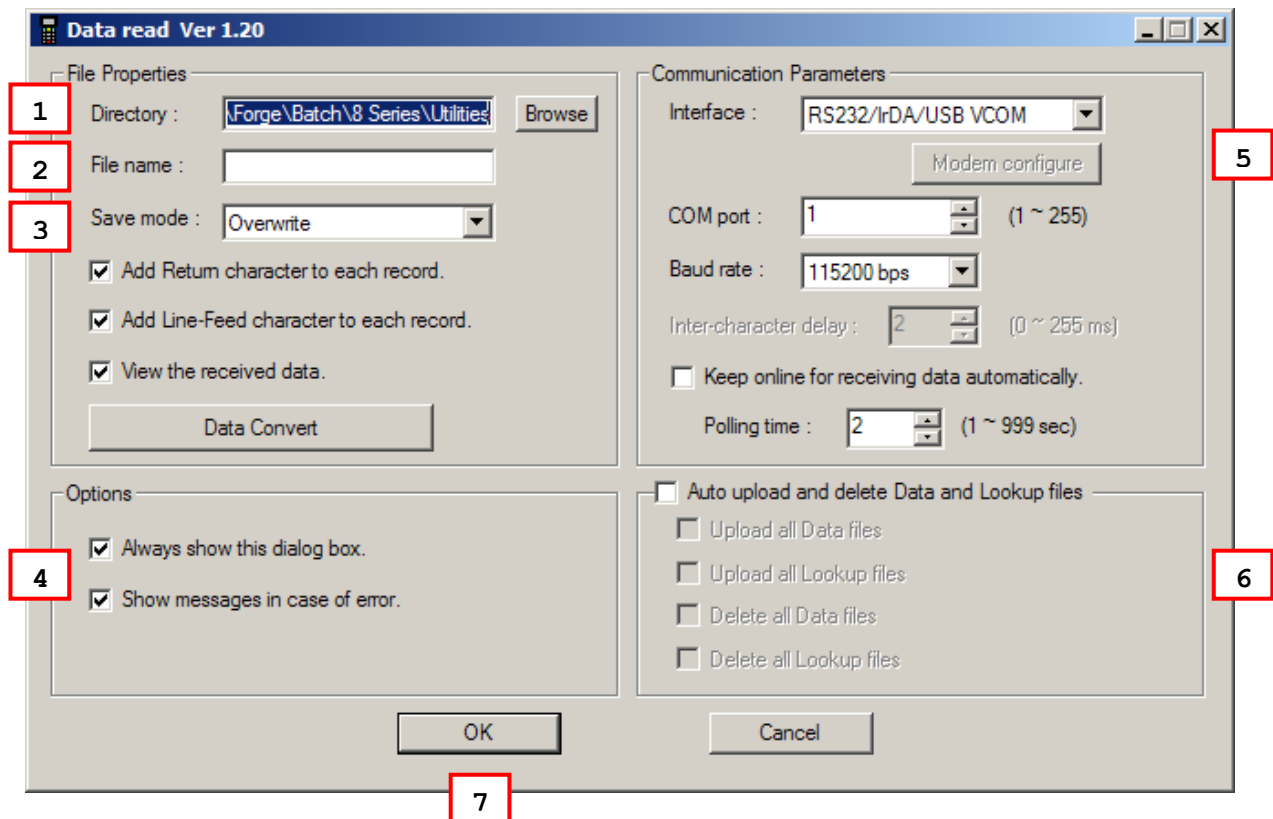 Data read Ver 1.20
File Properties
1
Directory :
\Forge\Batch\8 Series\Utilities
Browse
2
File name :
3
Save mode :
Overwrite
Add Return character to each record.
Add Line-Feed character to each record.
View the received data.
Data Convert
Communication Parameters
Interface :
RS232/IrDA/USB VCOM
5
Modem configure
COM port :
1
(1 ~ 255)
Baud rate :
115200 bps
Inter-character delay :
2
(0 ~ 255 ms)
Keep online for receiving data automatically.
Polling time :
2
(1 ~ 999 sec)
Options
4
Always show this dialog box.
Show messages in case of error.
Auto upload and delete Data and Lookup files
Upload all Data files
Upload all Lookup files
6
Delete all Data files
Delete all Lookup files
OK
Cancel
7